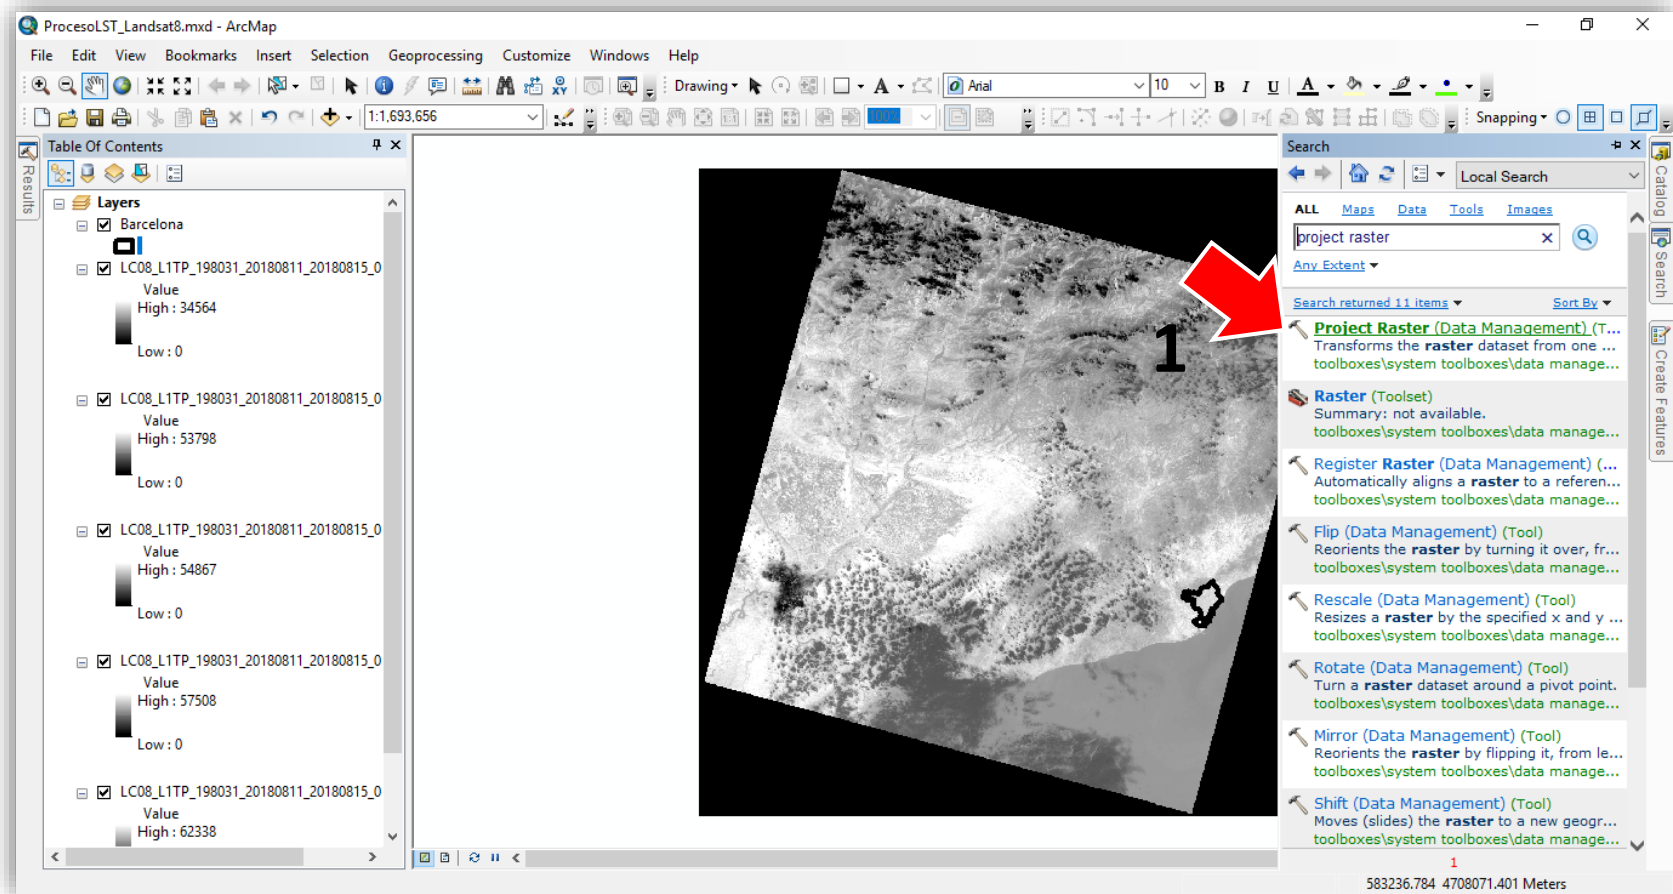 ProcesoLST_Landsat8.mxd - ArcMap
File Edit View Bookmarks Insert Selection Geoprocessing Customize Windows Help
Drawing Arial 10 B I U A
1:1,693,656 100% Snapping
Results
Table Of Contents
Layers
Barcelona
LC08_L1TP_198031_20180811_20180815_0
Value
High : 34564
Low : 0
LC08_L1TP_198031_20180811_20180815_0
Value
High : 53798
Low : 0
LC08_L1TP_198031_20180811_20180815_0
Value
High : 54867
Low : 0
LC08_L1TP_198031_20180811_20180815_0
Value
High : 57508
Low : 0
LC08_L1TP_198031_20180811_20180815_0
Value
High : 62338
1
Search
Local Search
ALL Maps Data Tools Images
project raster
Any Extent
Search returned 11 items Sort By
Project Raster (Data Management) (T...
Transforms the raster dataset from one ...
toolboxes\system toolboxes\data manage...
Raster (Toolset)
Summary: not available.
toolboxes\system toolboxes\data manage...
Register Raster (Data Management) (...
Automatically aligns a raster to a referen...
toolboxes\system toolboxes\data manage...
Flip (Data Management) (Tool)
Reorients the raster by turning it over, fr...
toolboxes\system toolboxes\data manage...
Rescale (Data Management) (Tool)
Resizes a raster by the specified x and y ...
toolboxes\system toolboxes\data manage...
Rotate (Data Management) (Tool)
Turn a raster dataset around a pivot point.
toolboxes\system toolboxes\data manage...
Mirror (Data Management) (Tool)
Reorients the raster by flipping it, from le...
toolboxes\system toolboxes\data manage...
Shift (Data Management) (Tool)
Moves (slides) the raster to a new geogr...
toolboxes\system toolboxes\data manage...
1
Catalog
Search
Create Features
583236.784 4708071.401 Meters